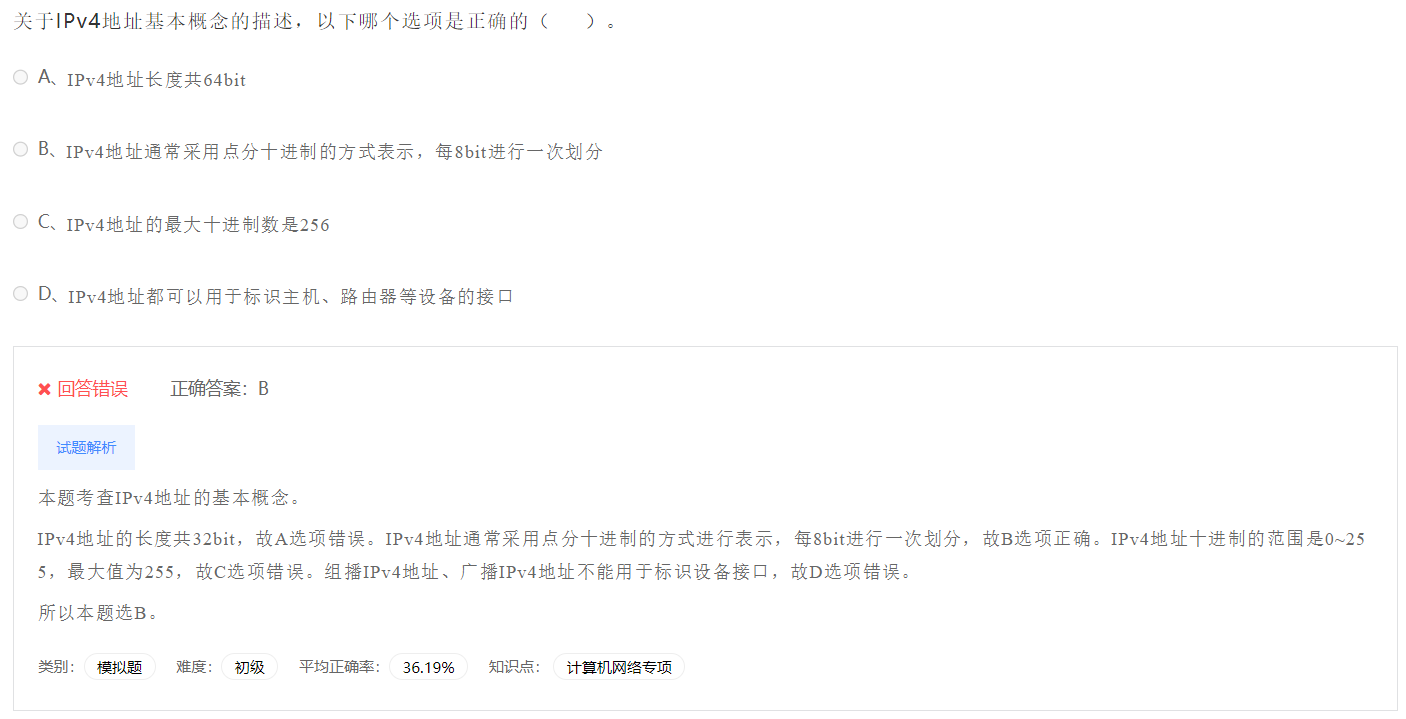 关于IPv4地址基本概念的描述，以下哪个选项是正确的（　　）。
A、IPv4地址长度共64bit
B、IPv4地址通常采用点分十进制的方式表示，每8bit进行一次划分
C、IPv4地址的最大十进制数是256
D、IPv4地址都可以用于标识主机、路由器等设备的接口
回答错误 正确答案：B
试题解析
本题考查IPv4地址的基本概念。
IPv4地址的长度共32bit，故A选项错误。IPv4地址通常采用点分十进制的方式进行表示，每8bit进行一次划分，故B选项正确。IPv4地址十进制的范围是0~25
5，最大值为255，故C选项错误。组播IPv4地址、广播IPv4地址不能用于标识设备接口，故D选项错误。
所以本题选B。
类别： 模拟题 难度： 初级 平均正确率： 36.19% 知识点： 计算机网络专项